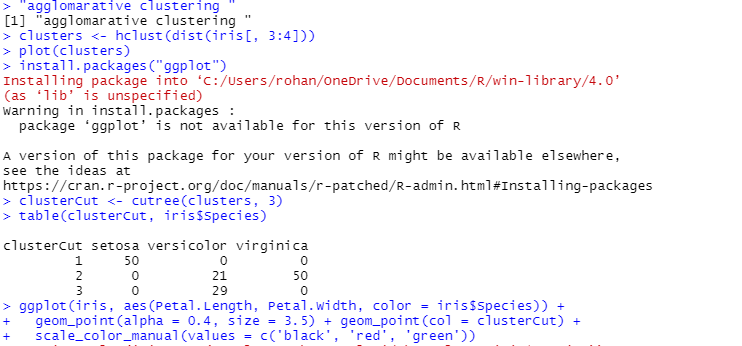 > "agglomarative clustering "
[1] "agglomarative clustering "
> clusters <- hclust(dist(iris[, 3:4]))
> plot(clusters)
> install.packages("ggplot")
Installing package into ‘C:/Users/rohan/OneDrive/Documents/R/win-library/4.0’
(as ‘lib’ is unspecified)
Warning in install.packages :
  package ‘ggplot’ is not available for this version of R

A version of this package for your version of R might be available elsewhere,
see the ideas at
https://cran.r-project.org/doc/manuals/r-patched/R-admin.html#Installing-packages
> clusterCut <- cutree(clusters, 3)
> table(clusterCut, iris$Species)

clusterCut setosa versicolor virginica
         1     50          0         0
         2      0         21        50
         3      0         29         0
> ggplot(iris, aes(Petal.Length, Petal.Width, color = iris$Species)) +
+   geom_point(alpha = 0.4, size = 3.5) + geom_point(col = clusterCut) +
+   scale_color_manual(values = c('black', 'red', 'green'))